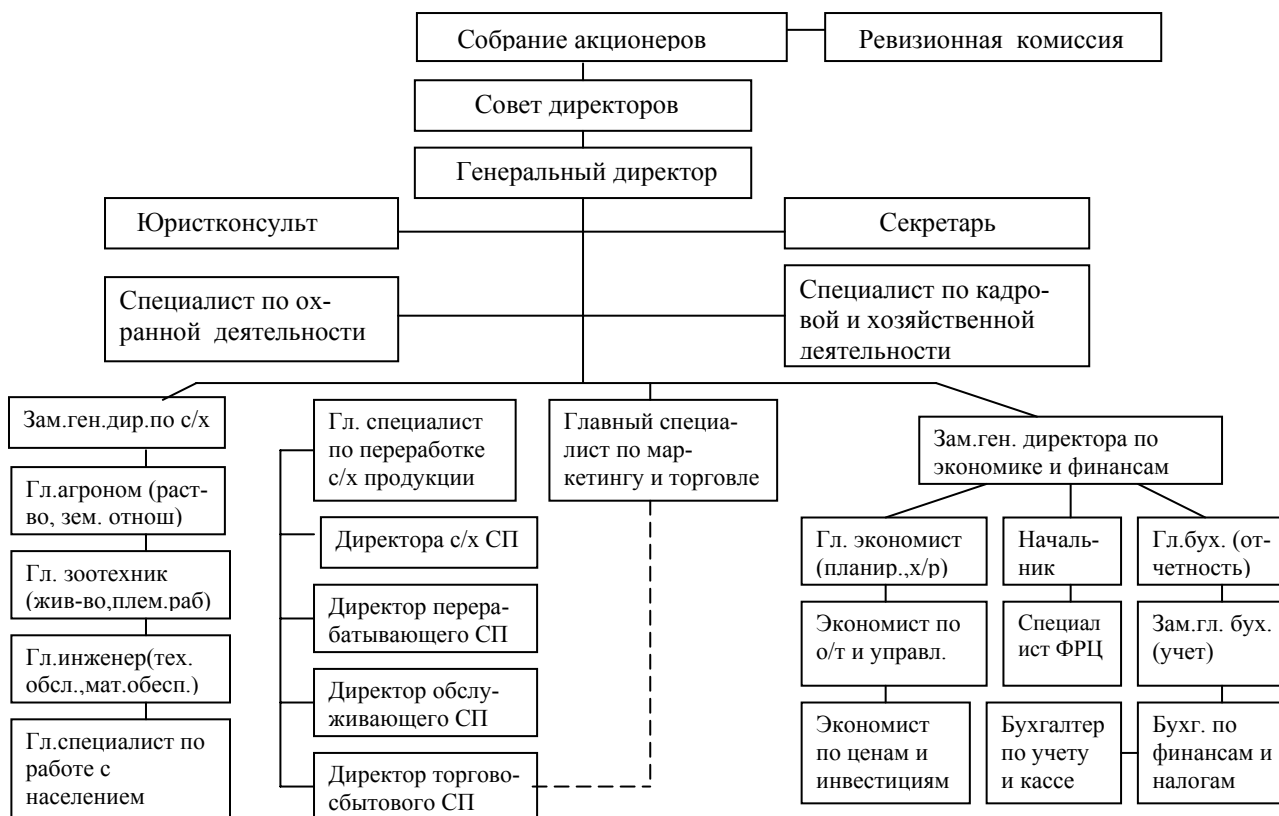 Собрание акционеров
Ревизионная комиссия
Совет директоров
Генеральный директор
Юристконсульт
Секретарь
Специалист по ох-
ранной деятельности
Специалист по кадро-
вой и хозяйственной
деятельности
Зам.ген.дир.по с/х
Гл.агроном (раст-
во, зем. отнош)
Гл. зоотехник
(жив-во,плем.раб)
Гл.инженер(тех.
обсл.,мат.обесп.)
Гл.специалист по
работе с
населением
Гл. специалист
по переработке
с/х продукции
Директора с/х СП
Директор перера-
батывающего СП
Директор обслу-
живающего СП
Директор торгово-
сбытового СП
Главный специа-
лист по мар-
кетингу и торговле
Зам.ген. директора по
экономике и финансам
Гл. экономист
(планир.,х/р)
Экономист по
о/т и управл.
Экономист
по ценам и
инвестициям
Началь-
ник
Специал
ист ФРЦ
Бухгалтер
по учету
и кассе
Гл.бух. (от-
четность)
Зам.гл. бух.
(учет)
Бухг. по
финансам и
налогам